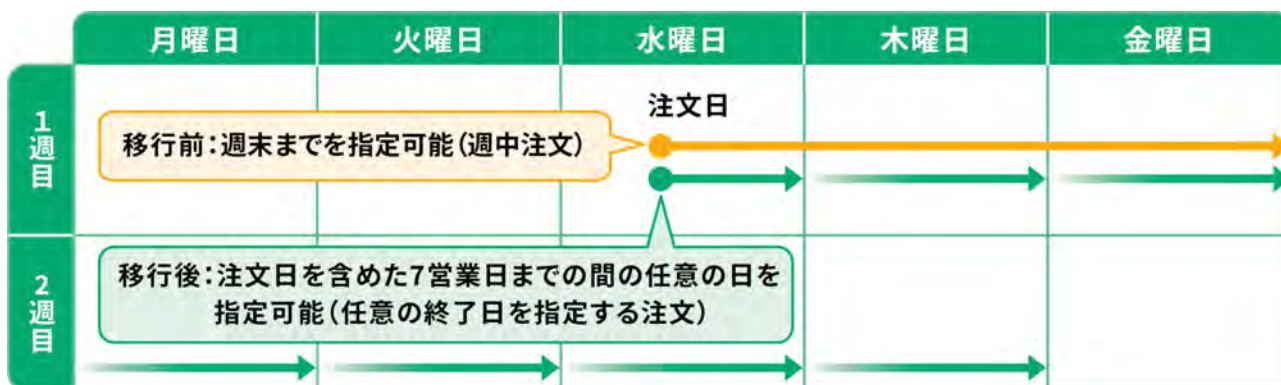 月曜日
火曜日
水曜日
木曜日
金曜日
1週目
注文日
移行前：週末までを指定可能（週中注文）
2週目
移行後：注文日を含めた7営業日までの間の任意の日を
指定可能（任意の終了日を指定する注文）